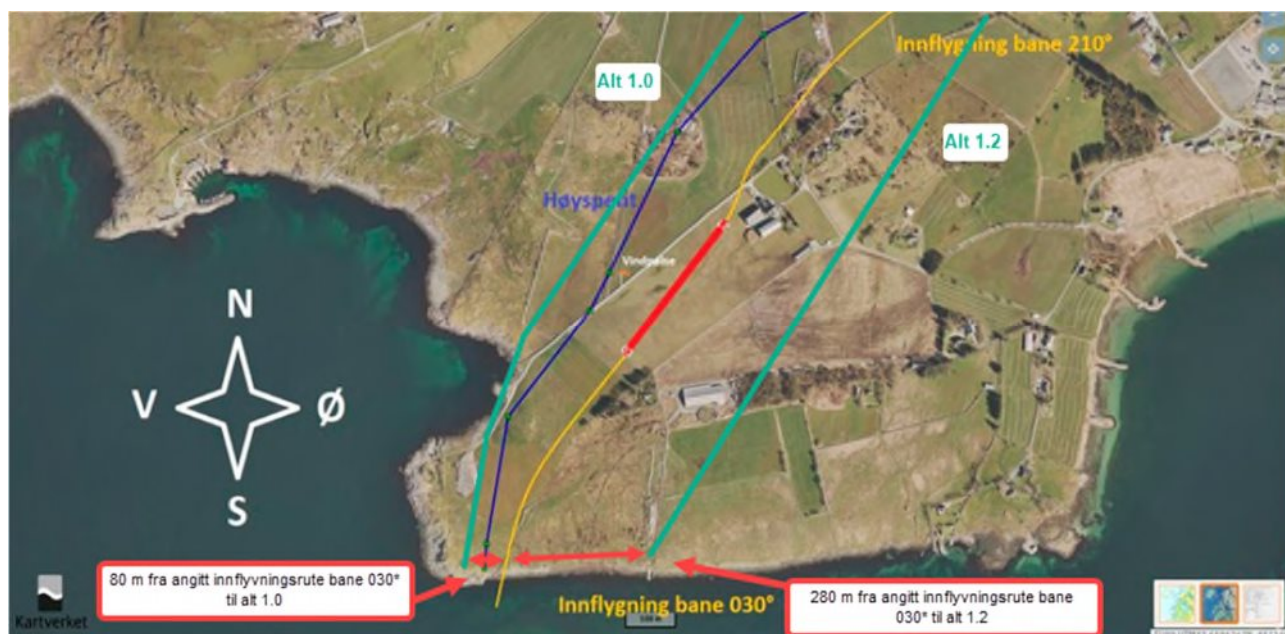 Innflygning bane 210°
Alt 1.0
Alt 1.2
Høyspent
Vindpølse
N
V Ø
S
80 m fra angitt innflyvningsrute bane 030°
til alt 1.0
Innflygning bane 030°
280 m fra angitt innflyvningsrute bane
030° til alt 1.2
Kartverket